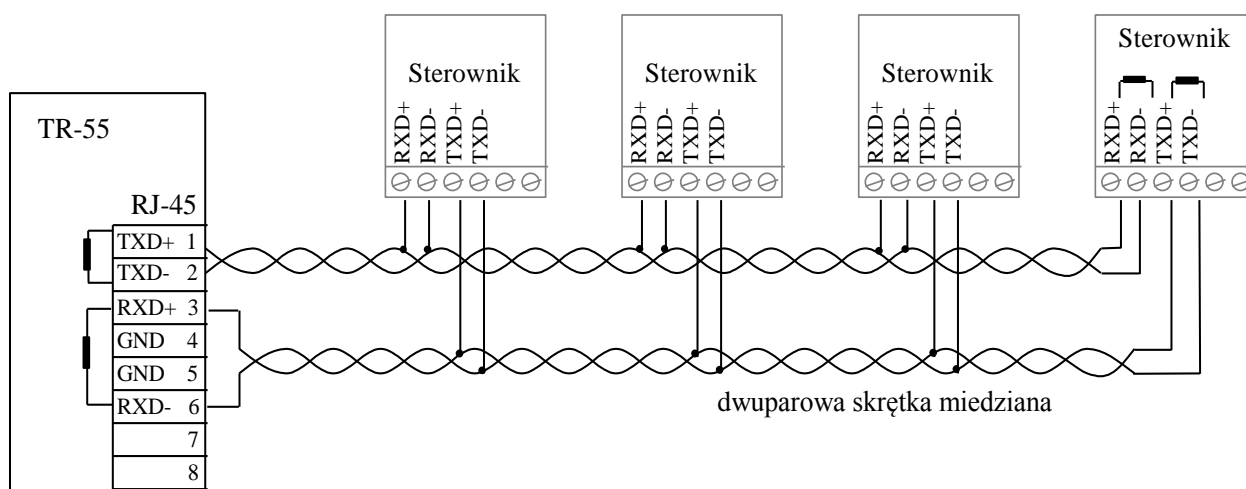 Sterownik
RXD+
RXD-
TXD+
TXD-
Sterownik
RXD+
RXD-
TXD+
TXD-
Sterownik
RXD+
RXD-
TXD+
TXD-
Sterownik
RXD+
RXD-
TXD+
TXD-
TR-55
RJ-45
TXD+ 1
TXD- 2
RXD+ 3
GND 4
GND 5
RXD- 6
7
8
dwuparowa skrętka miedziana